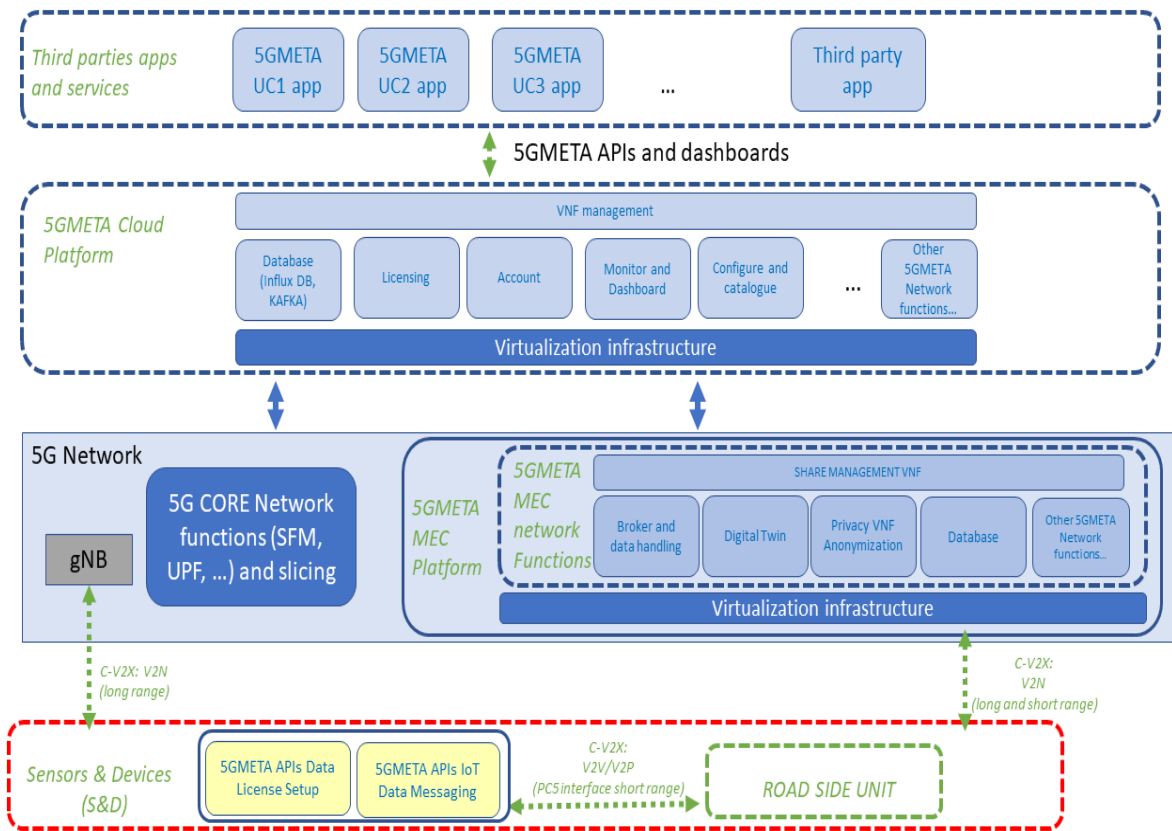 Third parties apps
and services
5GMETA
UC1 app
5GMETA
UC2 app
5GMETA
UC3 app
...
Third party
app
5GMETA APIs and dashboards
5GMETA Cloud
Platform
VNF management
Database
(Influx DB,
KAFKA)
Licensing
Account
Monitor and
Dashboard
Configure and
catalogue
...
Other
5GMETA
Network
functions...
Virtualization infrastructure
5G Network
gNB
5G CORE Network
functions (SFM,
UPF, ...) and slicing
5GMETA
MEC
Platform
5GMETA
MEC
network
Functions
SHARE MANAGEMENT VNF
Broker and
data handling
Digital Twin
Privacy VNF
Anonymization
Database
Other 5GMETA
Network
functions...
Virtualization infrastructure
C-V2X: V2N
(long range)
C-V2X:
V2N
(long and short range)
Sensors & Devices
(S&D)
5GMETA APIs Data
License Setup
5GMETA APIs IoT
Data Messaging
C-V2X:
V2V/V2P
(PC5 interface short range)
ROAD SIDE UNIT